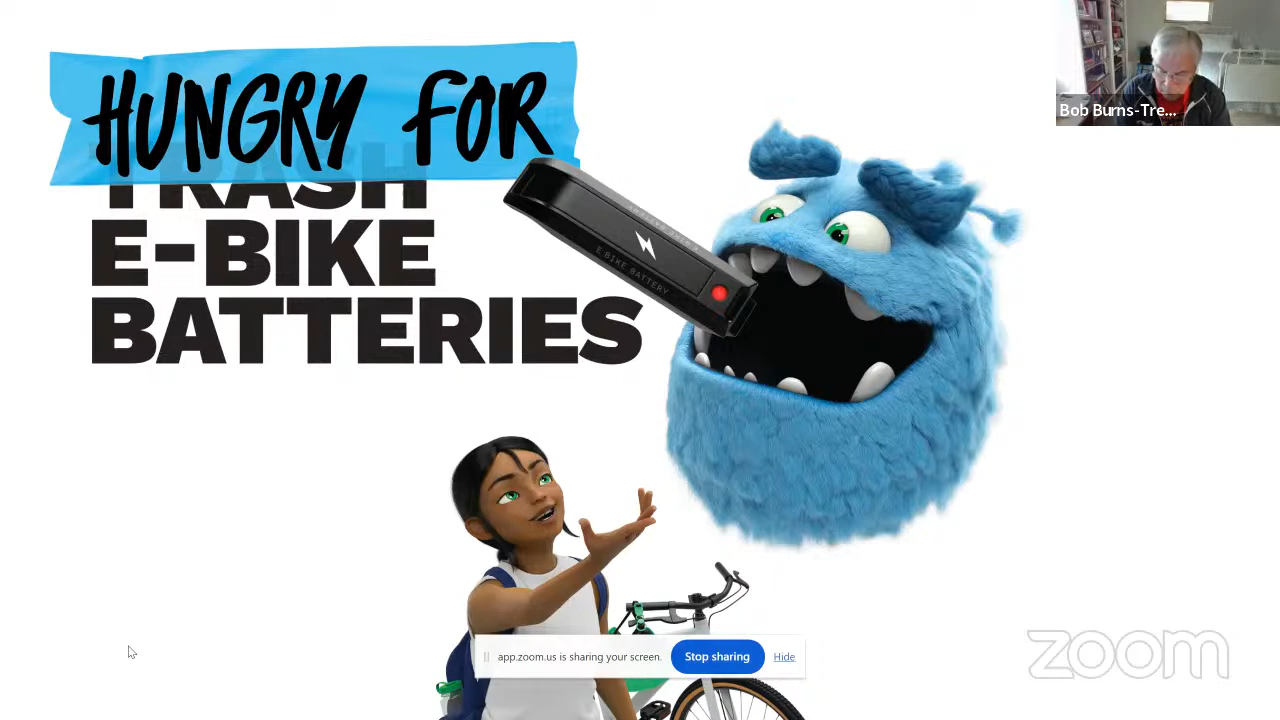 HUNGRY FOR
TRASH
E-BIKE
BATTERIES
E-BIKE BATTERY
Bob Burns-Tre...
app.zoom.us is sharing your screen.
Stop sharing
Hide
zoom